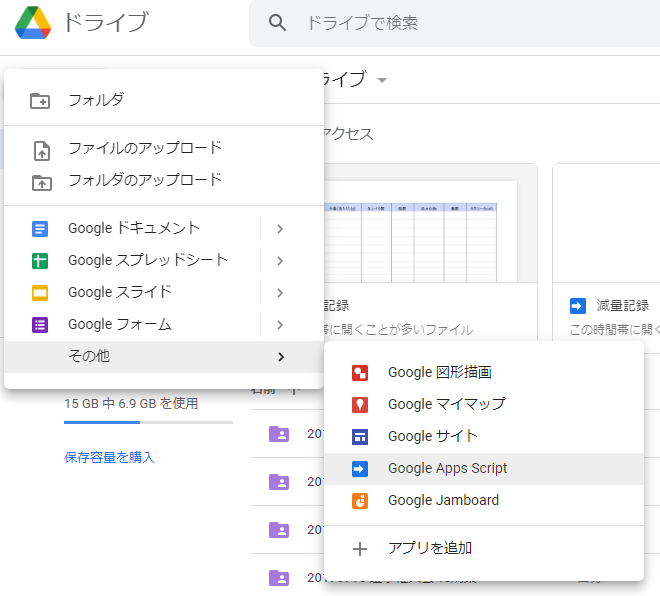 ドライブ
ドライブで検索
ライブ
フォルダ
アクセス
ファイルのアップロード
フォルダのアップロード
Google ドキュメント
Google スプレッドシート
Google スライド
Google フォーム
その他
記録
に開くことが多いファイル
減量記録
この時間帯に開く
15 GB 中 6.9 GB を使用
保存容量を購入
名前
Google 図形描画
Google マイマップ
Google サイト
Google Apps Script
Google Jamboard
アプリを追加